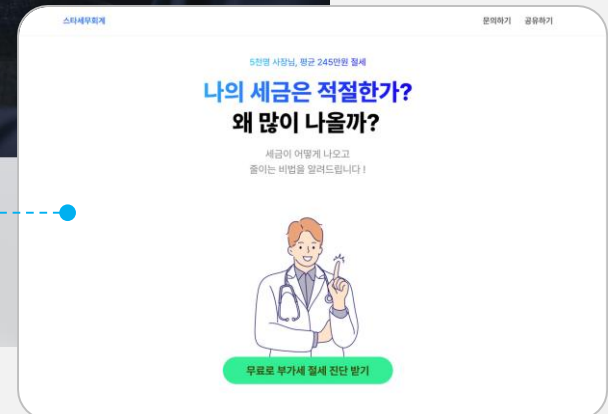 스타세무회계
문의하기 공유하기
5천명 사장님, 평균 245만원 절세
나의 세금은 적절한가?
왜 많이 나올까?
세금이 어떻게 나오고
줄이는 비법을 알려드립니다 !
무료로 부가세 절세 진단 받기